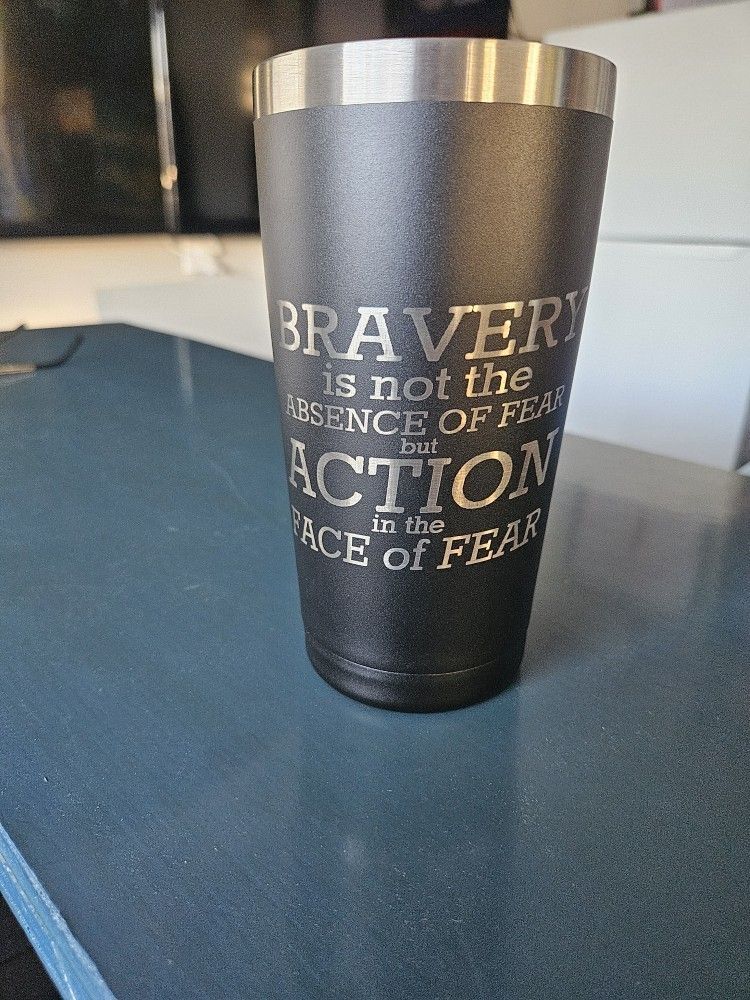 BRAVERY
is not the
ABSENCE OF FEAR
but
ACTION
in the
FACE of FEAR